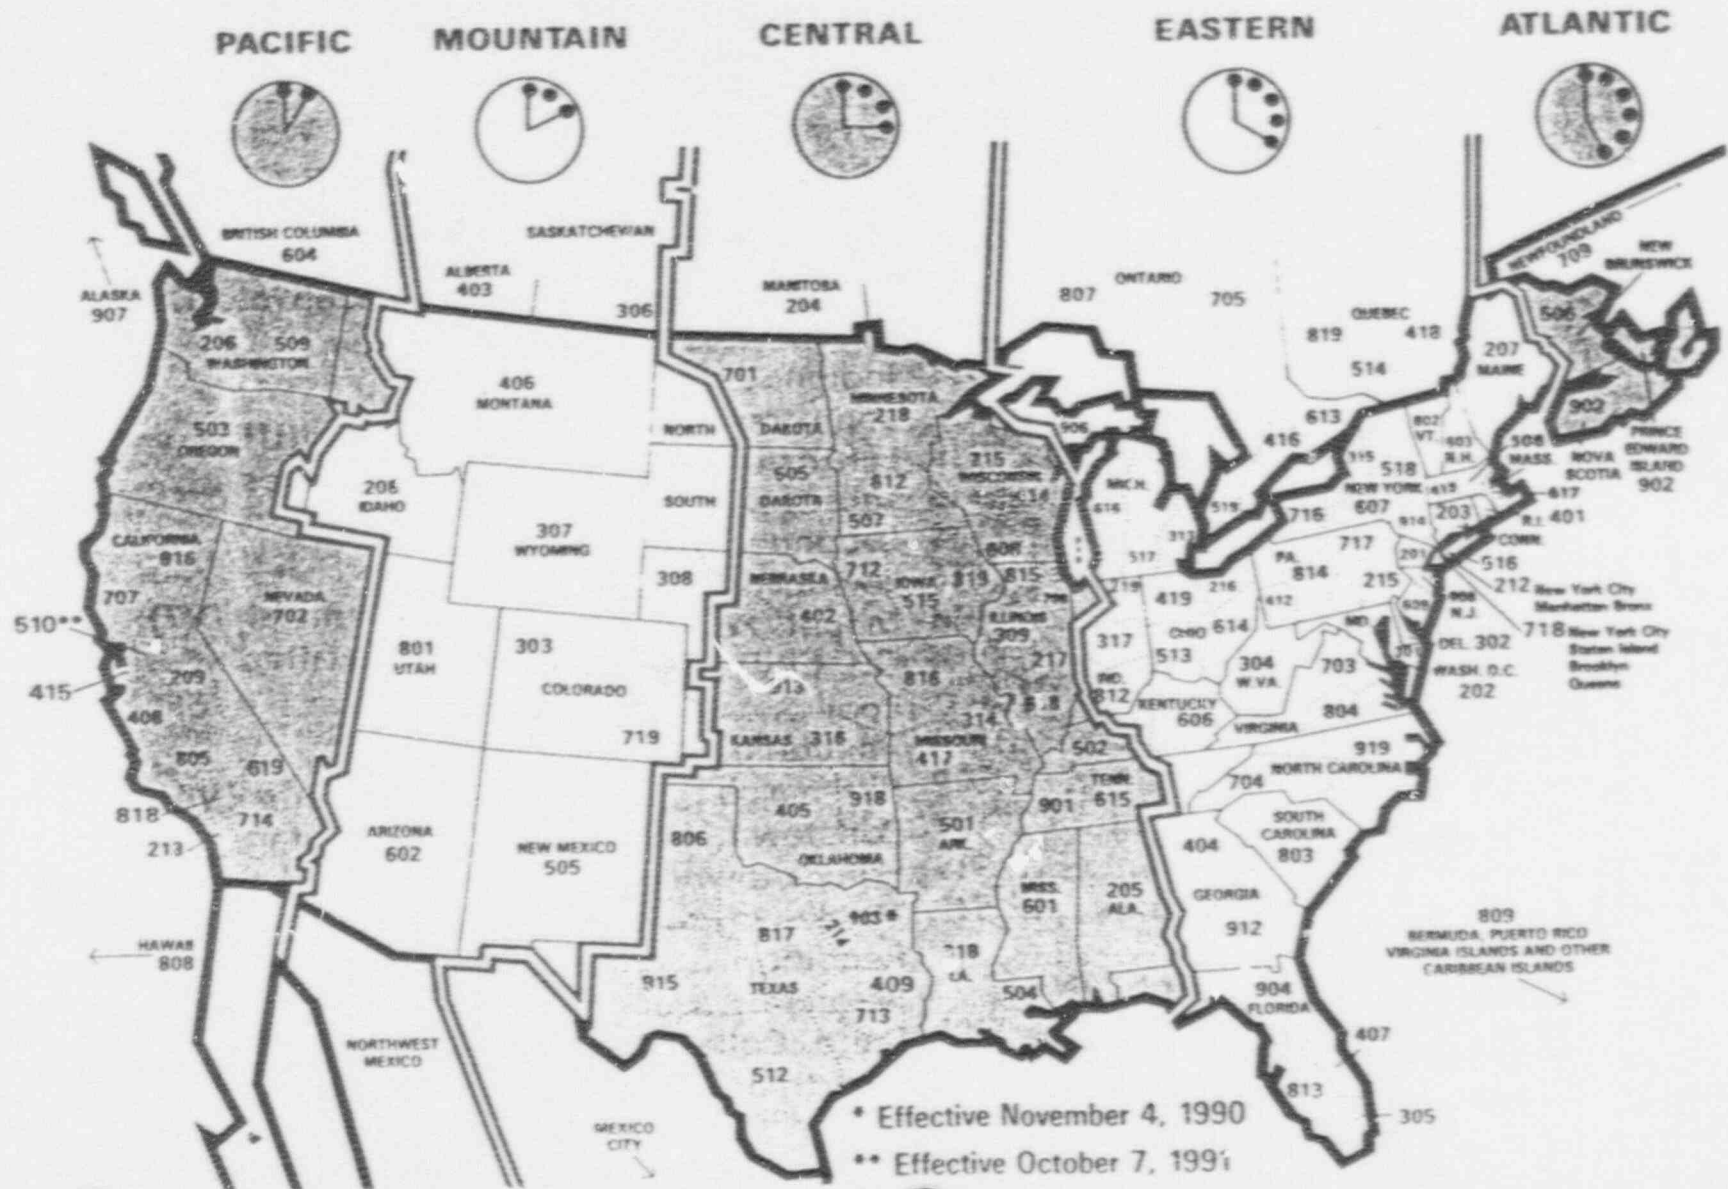 PACIFIC
MOUNTAIN
CENTRAL
EASTERN
ATLANTIC
BRITISH COLUMBIA
604
ALASKA
907
ALBERTA
403
SASKATCHEWAN
306
MANITOBA
204
ONTARIO
807
705
QUEBEC
819
418
514
613
416
519
NEWFOUNDLAND
709
NEW
BRUNSWICK
506
902
NOVA
SCOTIA
PRINCE
EDWARD
ISLAND
902
206
509
WASHINGTON
503
OREGON
CALIFORNIA
916
707
510**
415
209
408
805
619
818
213
714
NEVADA
702
HAWAII
808
406
MONTANA
208
IDAHO
307
WYOMING
801
UTAH
303
COLORADO
719
ARIZONA
602
NEW MEXICO
505
701
NORTH
DAKOTA
605
SOUTH
DAKOTA
308
NEBRASKA
402
913
KANSAS
316
405
918
OKLAHOMA
806
817
214
903*
915
TEXAS
409
713
512
MINNESOTA
218
612
507
712
IOWA
515
319
816
314
MISSOURI
417
501
ARK.
318
LA.
504
715
WISCONSIN
414
608
815
708
ILLINOIS
309
217
618
906
MICH.
616
517
313
219
317
IND.
812
419
216
OHIO
614
513
KENTUCKY
606
502
TENN.
901
615
MISS.
601
205
ALA.
404
GEORGIA
912
904
FLORIDA
407
813
305
SOUTH
CAROLINA
803
919
704
NORTH CAROLINA
304
W.VA.
703
804
VIRGINIA
PA.
717
814
215
412
MD.
301
315
518
NEW YORK
607
716
914
802
VT.
603
N.H.
207
MAINE
508
MASS.
413
617
R.I. 401
203
CONN.
516
212 New York City
Manhattan Bronx
718 New York City
Staten Island
Brooklyn
Queens
201
609
908
N.J.
DEL. 302
WASH. D.C.
202
809
BERMUDA, PUERTO RICO
VIRGINIA ISLANDS AND OTHER
CARIBBEAN ISLANDS
NORTHWEST
MEXICO
MEXICO
CITY
* Effective November 4, 1990
** Effective October 7, 1991